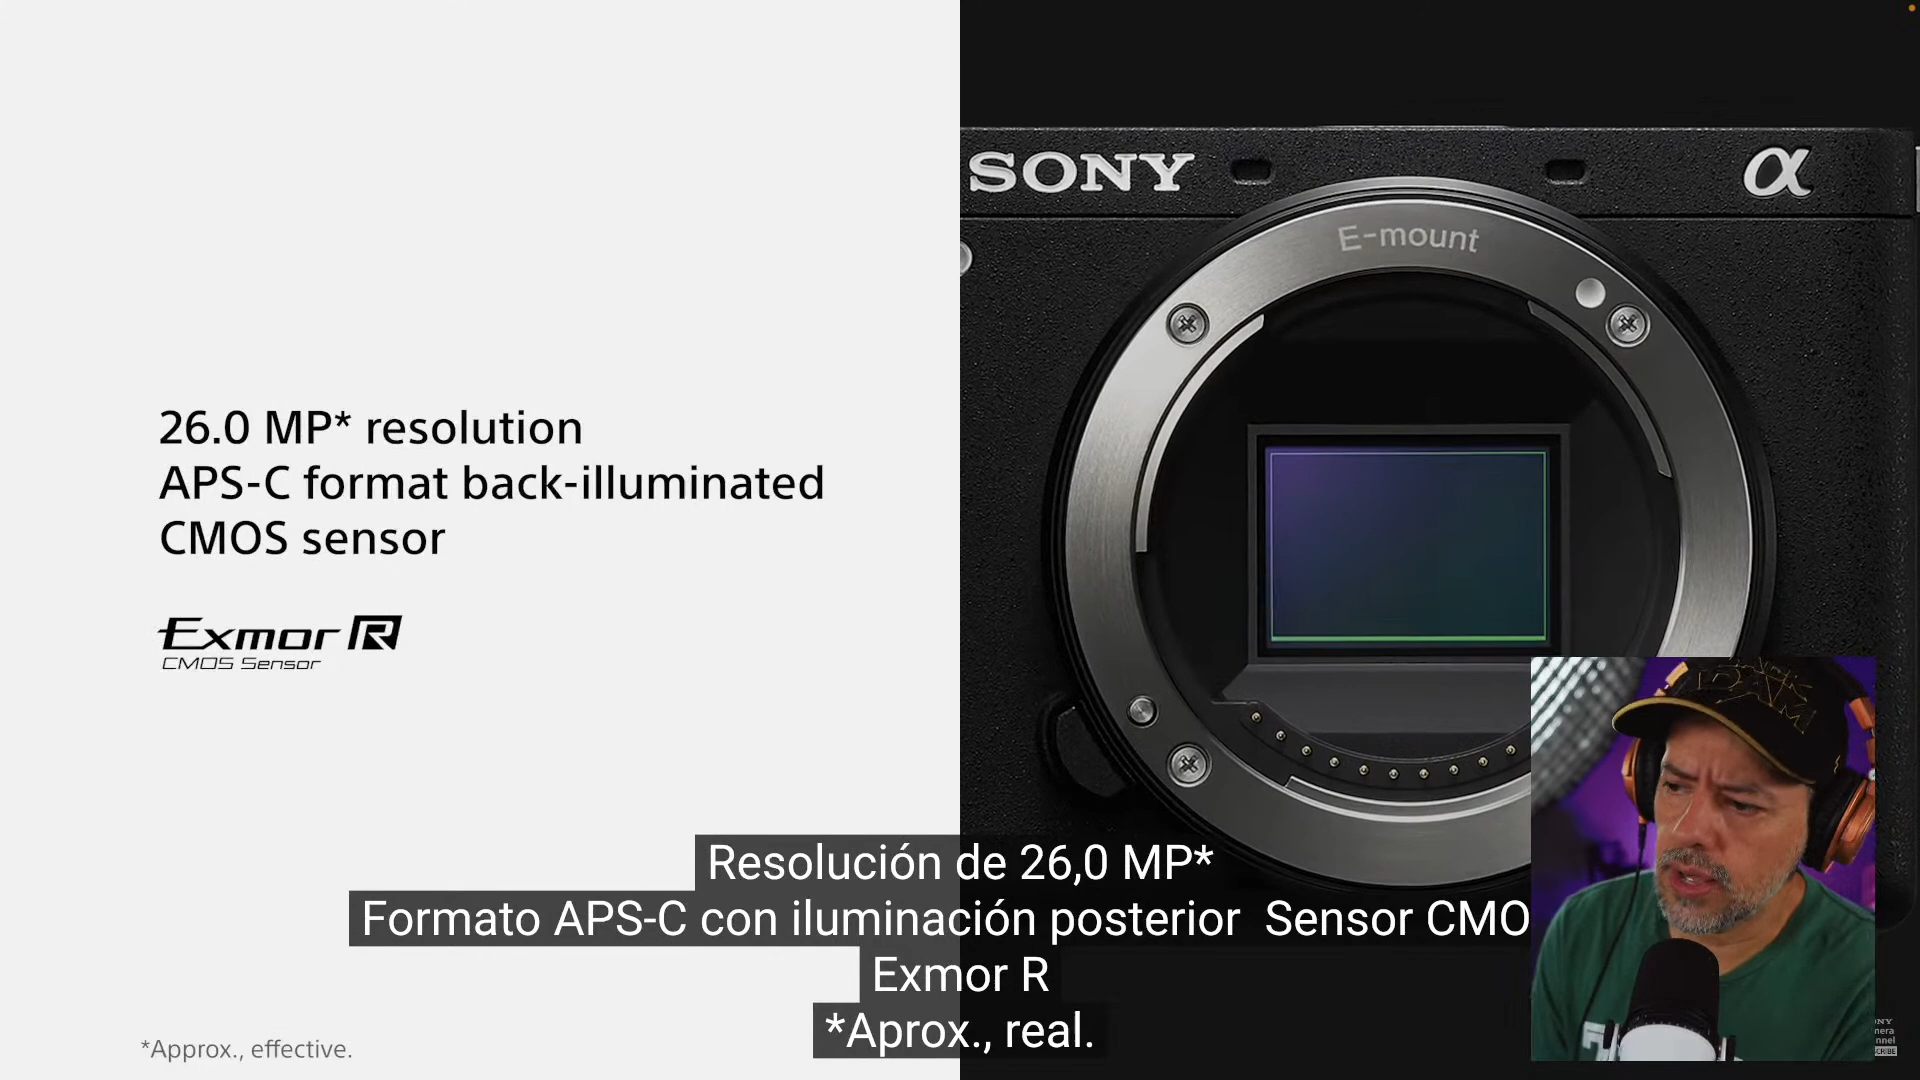 SONY
α
E-mount
26.0 MP* resolution
APS-C format back-illuminated
CMOS sensor
Exmor R
CMOS Sensor
Resolución de 26,0 MP*
Formato APS-C con iluminación posterior Sensor CMO
Exmor R
*Aprox., real.
*Approx., effective.